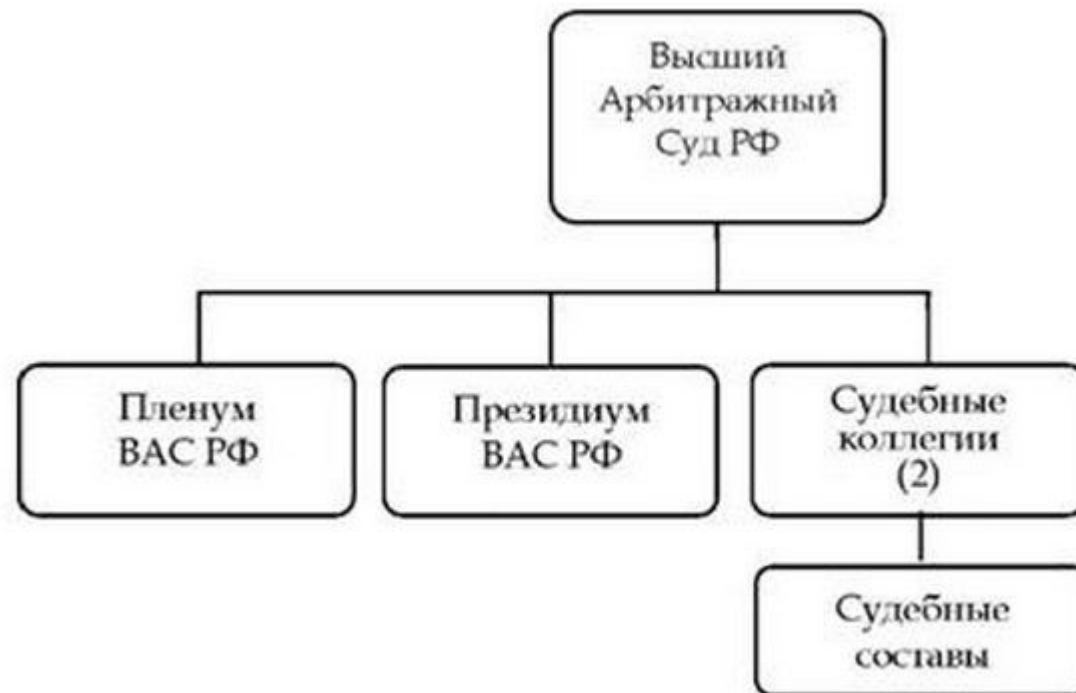 Высший
Арбитражный
Суд РФ
Пленум
ВАС РФ
Президиум
ВАС РФ
Судебные
коллегии
(2)
Судебные
составы